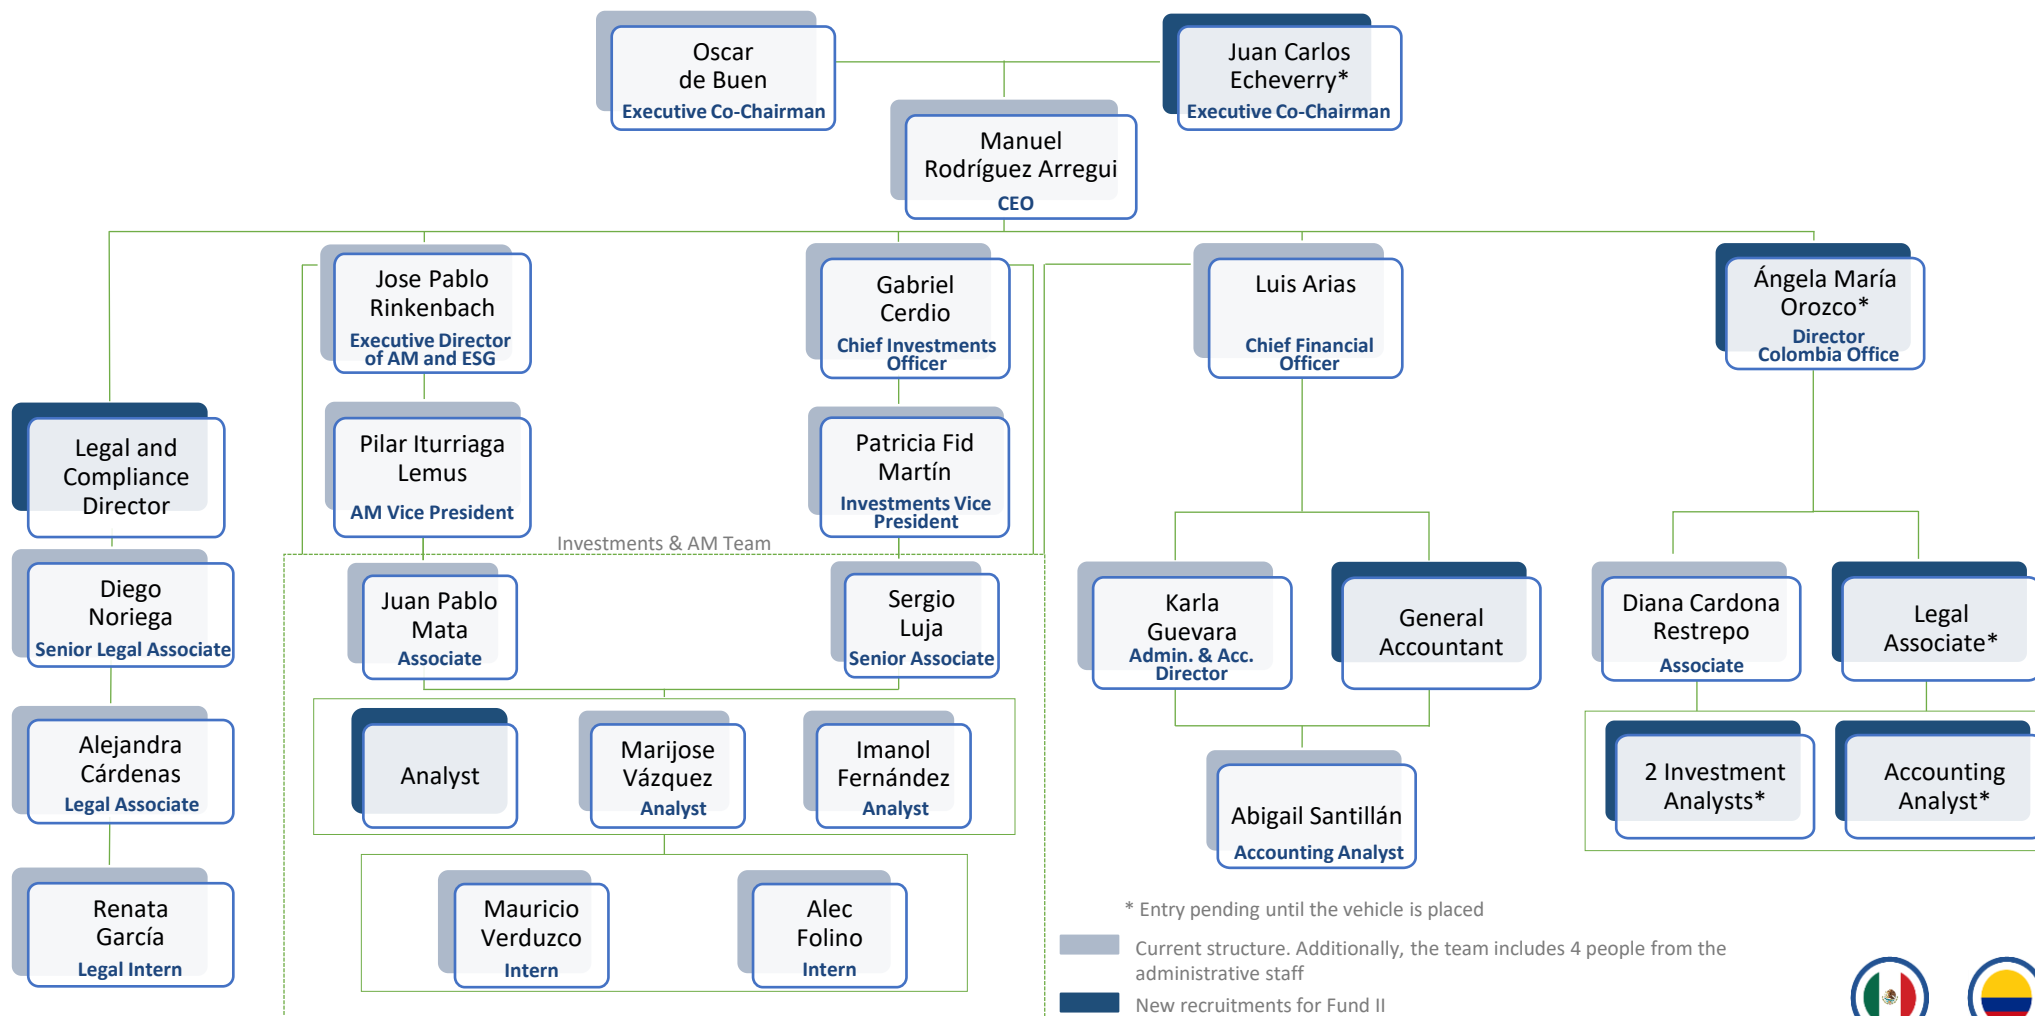 Oscar
de Buen
Executive Co-Chairman
Juan Carlos
Echeverry*
Executive Co-Chairman
Manuel
Rodríguez Arregui
CEO
Jose Pablo
Rinkenbach
Executive Director
of AM and ESG
Gabriel
Cerdio
Chief Investments
Officer
Luis Arias
Chief Financial
Officer
Ángela María
Orozco*
Director
Colombia Office
Legal and
Compliance
Director
Pilar Iturriaga
Lemus
AM Vice President
Patricia Fid
Martín
Investments Vice
President
Investments & AM Team
Diego
Noriega
Senior Legal Associate
Juan Pablo
Mata
Associate
Sergio
Luja
Senior Associate
Karla
Guevara
Admin. & Acc.
Director
General
Accountant
Diana Cardona
Restrepo
Associate
Legal
Associate*
Alejandra
Cárdenas
Legal Associate
Analyst
Marijose
Vázquez
Analyst
Imanol
Fernández
Analyst
Abigail Santillán
Accounting Analyst
2 Investment
Analysts*
Accounting
Analyst*
Renata
García
Legal Intern
Mauricio
Verduzco
Intern
Alec
Folino
Intern
* Entry pending until the vehicle is placed
Current structure. Additionally, the team includes 4 people from the
administrative staff
New recruitments for Fund II